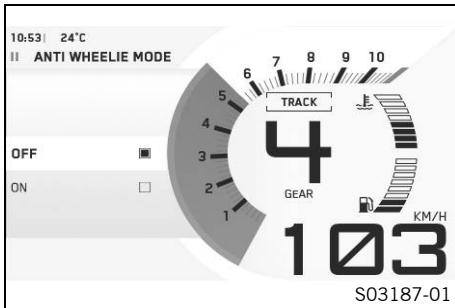 10:53| 24°C
II ANTI WHEELIE MODE
OFF
ON
1
2
3
4
5
6
7
8
9
10
TRACK
4
GEAR
KM/H
103
S03187-01